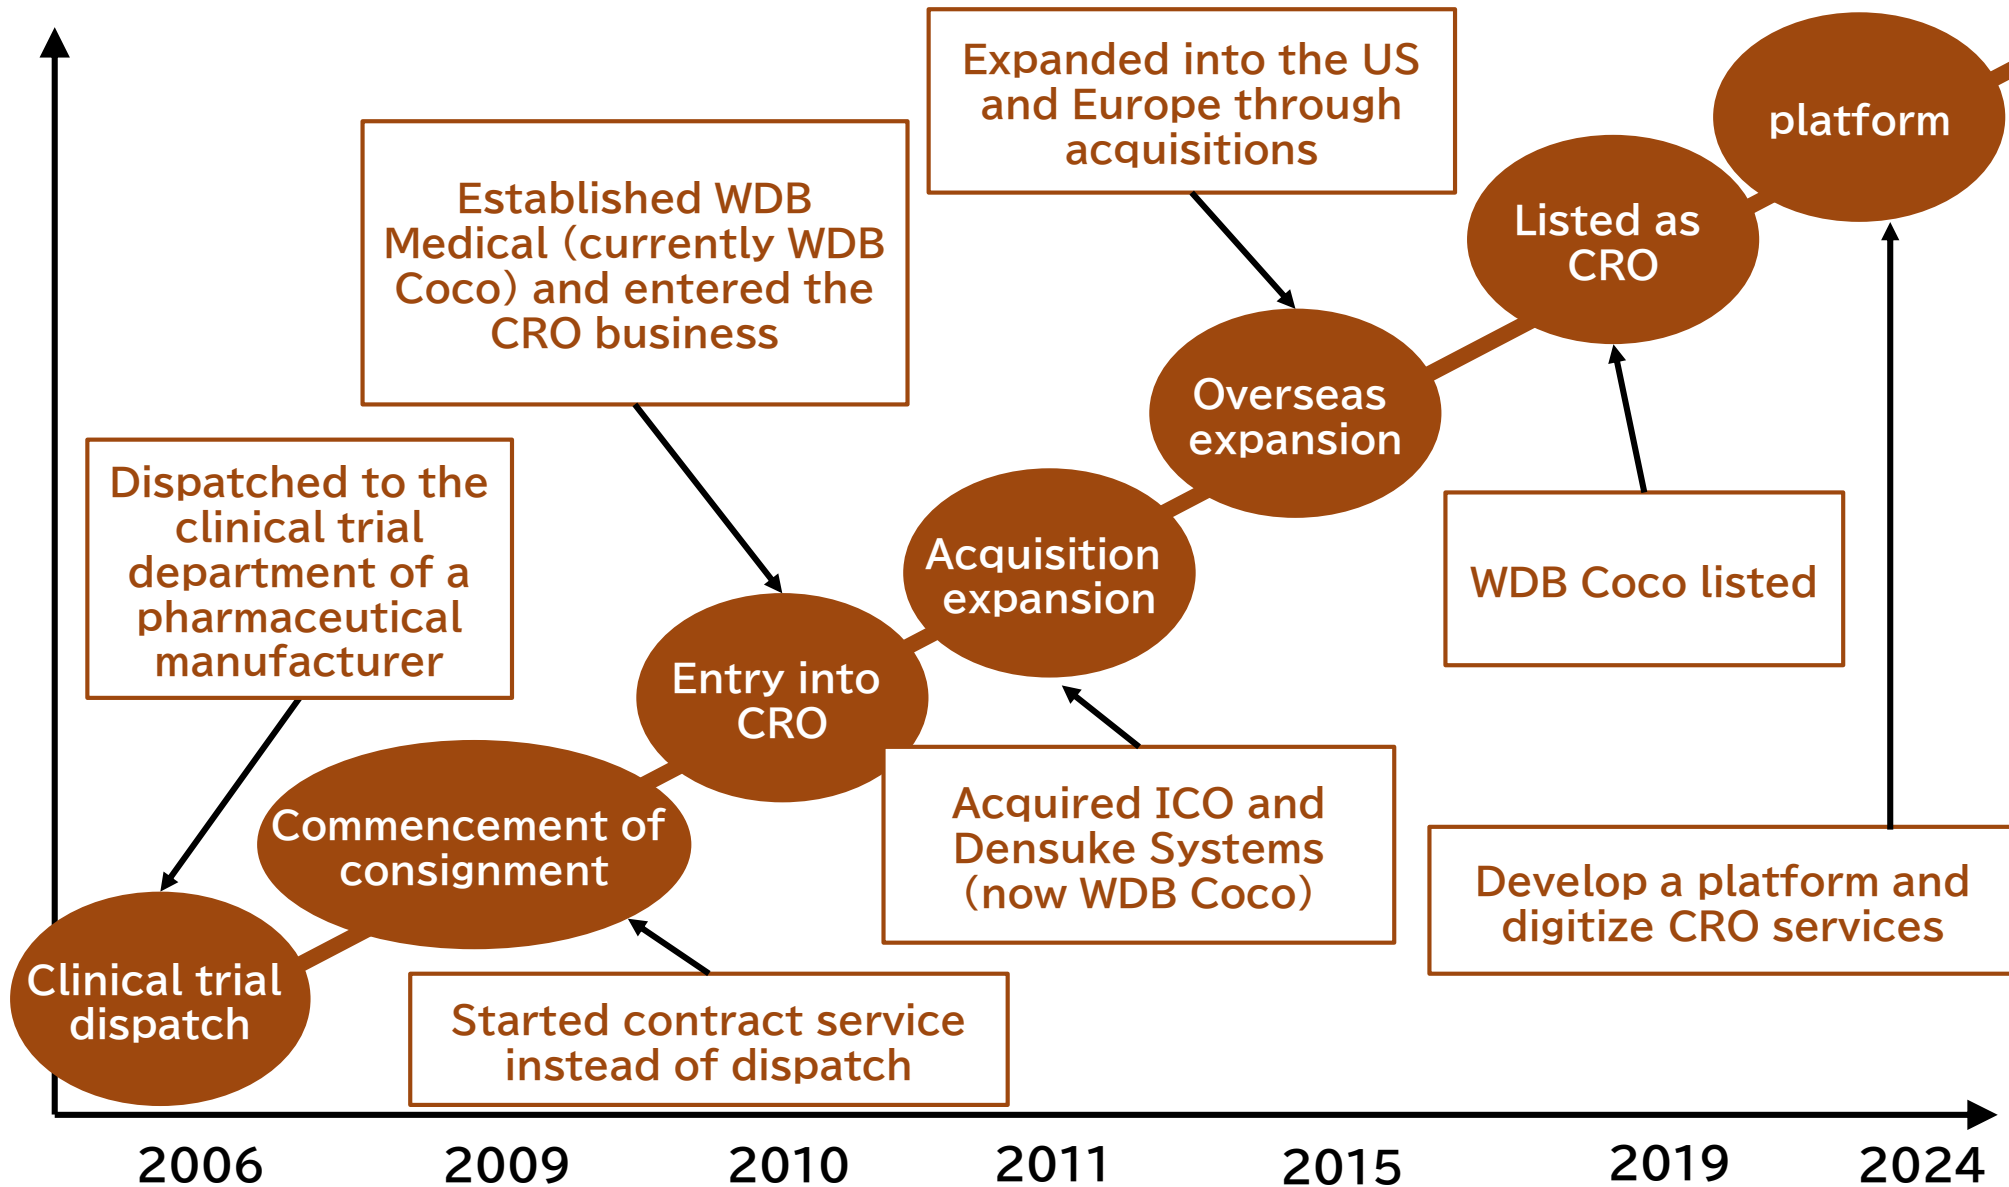 Expanded into the US
and Europe through
acquisitions
platform
Established WDB
Medical (currently WDB
Coco) and entered the
CRO business
Listed as
CRO
Overseas
expansion
Dispatched to the
clinical trial
department of a
pharmaceutical
manufacturer
Acquisition
expansion
WDB Coco listed
Entry into
CRO
Commencement of
consignment
Acquired ICO and
Densuke Systems
(now WDB Coco)
Develop a platform and
digitize CRO services
Clinical trial
dispatch
Started contract service
instead of dispatch
2006 2009 2010 2011 2015 2019 2024